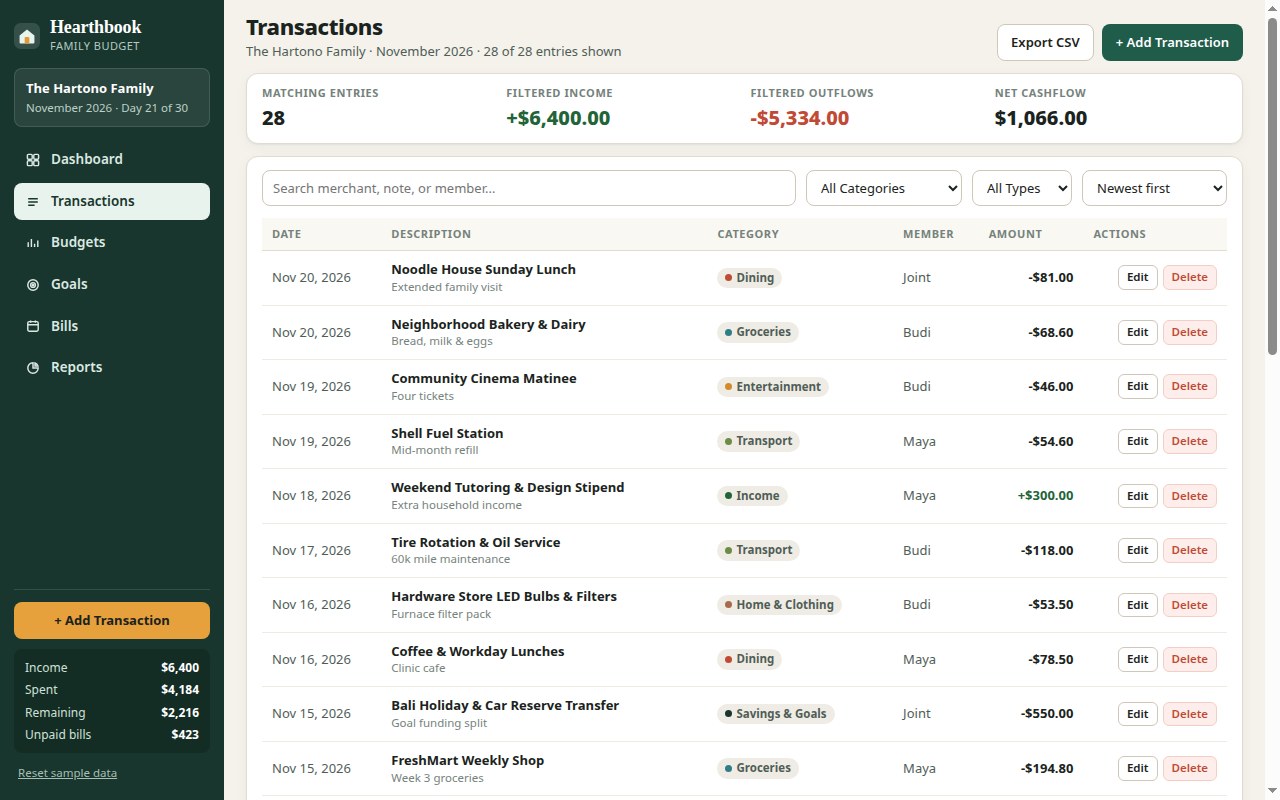 Hearthbook
FAMILY BUDGET
The Hartono Family
November 2026 · Day 21 of 30
Dashboard
Transactions
Budgets
Goals
Bills
Reports
+ Add Transaction
Income $6,400
Spent $4,184
Remaining $2,216
Unpaid bills $423
Reset sample data
Transactions
The Hartono Family · November 2026 · 28 of 28 entries shown
Export CSV
+ Add Transaction
MATCHING ENTRIES FILTERED INCOME FILTERED OUTFLOWS NET CASHFLOW
28 +$6,400.00 -$5,334.00 $1,066.00
Search merchant, note, or member... All Categories All Types Newest first
DATE DESCRIPTION CATEGORY MEMBER AMOUNT ACTIONS
Nov 20, 2026 Noodle House Sunday Lunch Dining Joint -$81.00 Edit Delete
Extended family visit
Nov 20, 2026 Neighborhood Bakery & Dairy Groceries Budi -$68.60 Edit Delete
Bread, milk & eggs
Nov 19, 2026 Community Cinema Matinee Entertainment Budi -$46.00 Edit Delete
Four tickets
Nov 19, 2026 Shell Fuel Station Transport Maya -$54.60 Edit Delete
Mid-month refill
Nov 18, 2026 Weekend Tutoring & Design Stipend Income Maya +$300.00 Edit Delete
Extra household income
Nov 17, 2026 Tire Rotation & Oil Service Transport Budi -$118.00 Edit Delete
60k mile maintenance
Nov 16, 2026 Hardware Store LED Bulbs & Filters Home & Clothing Budi -$53.50 Edit Delete
Furnace filter pack
Nov 16, 2026 Coffee & Workday Lunches Dining Maya -$78.50 Edit Delete
Clinic cafe
Nov 15, 2026 Bali Holiday & Car Reserve Transfer Savings & Goals Joint -$550.00 Edit Delete
Goal funding split
Nov 15, 2026 FreshMart Weekly Shop Groceries Maya -$194.80 Edit Delete
Week 3 groceries